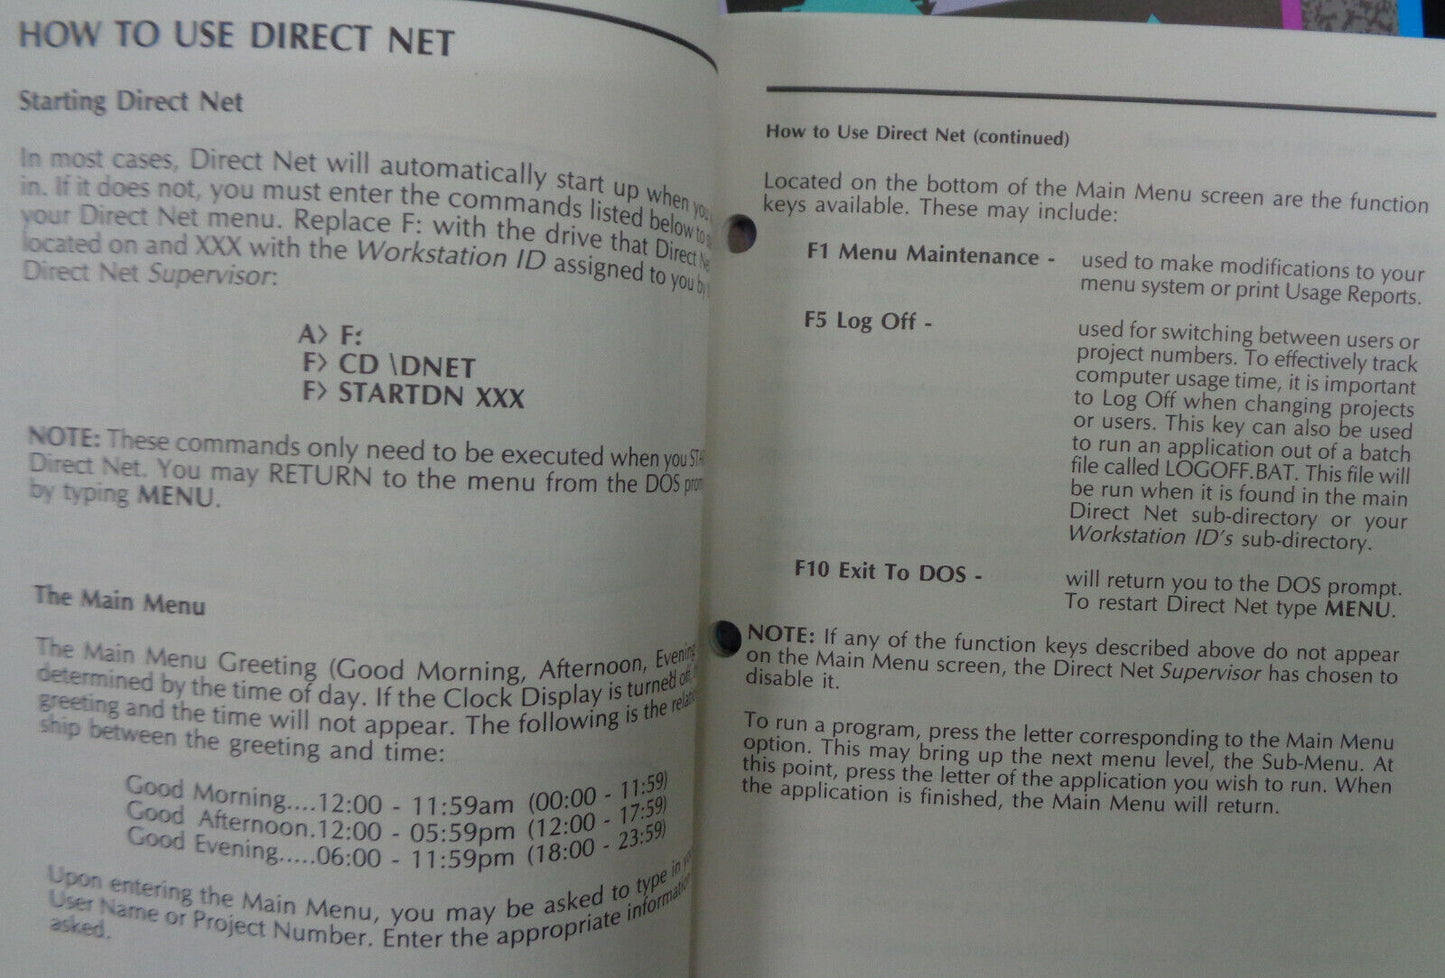 HOW TO USE DIRECT NET
Starting Direct Net
In most cases, Direct Net will automatically start up when you
in. If it does not, you must enter the commands listed below to
your Direct Net menu. Replace F: with the drive that Direct
located on and XXX with the Workstation ID assigned to you by
Direct Net Supervisor:
A> F:
F> CD \DNET
F> STARTDN XXX
NOTE: These commands only need to be executed when you
Direct Net. You may RETURN to the menu from the DOS
by typing MENU.
The Main Menu
The Main Menu Greeting (Good Morning, Afternoon, Evening
determined by the time of day. If the Clock Display is turned off,
greeting and the time will not appear. The following is the relation
ship between the greeting and time:
Good Morning....12:00 - 11:59am (00:00 - 11:59)
Good Afternoon.12:00 - 05:59pm (12:00 - 17:59)
Good Evening.....06:00 - 11:59pm (18:00 - 23:59)
Upon entering the Main Menu, you may be asked to type in
User Name or Project Number. Enter the appropriate information
asked.
How to Use Direct Net (continued)
Located on the bottom of the Main Menu screen are the function
keys available. These may include:
F1 Menu Maintenance - used to make modifications to your
menu system or print Usage Reports.
F5 Log Off - used for switching between users or
project numbers. To effectively track
computer usage time, it is important
to Log Off when changing projects
or users. This key can also be used
to run an application out of a batch
file called LOGOFF.BAT. This file will
be run when it is found in the main
Direct Net sub-directory or your
Workstation ID's sub-directory.
F10 Exit To DOS - will return you to the DOS prompt.
To restart Direct Net type MENU.
NOTE: If any of the function keys described above do not appear
on the Main Menu screen, the Direct Net Supervisor has chosen to
disable it.
To run a program, press the letter corresponding to the Main Menu
option. This may bring up the next menu level, the Sub-Menu. At
this point, press the letter of the application you wish to run. When
the application is finished, the Main Menu will return.